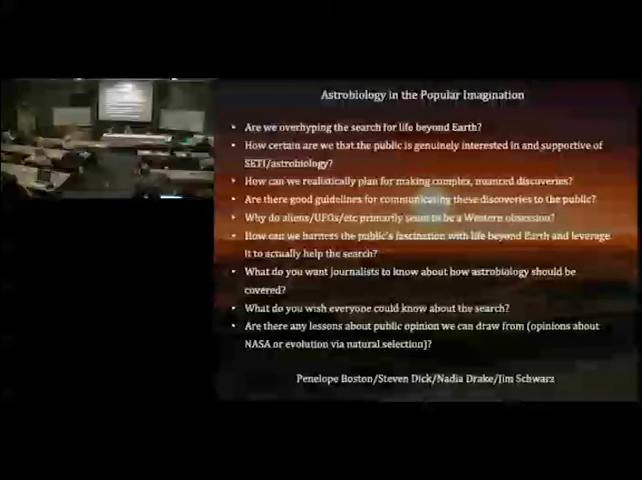 Astrobiology in the Popular Imagination
• Are we overhyping the search for life beyond Earth?
• How certain are we that the public is genuinely interested in and supportive of
SETI/astrobiology?
• How can we realistically plan for making complex, nuanced discoveries?
• Are there good guidelines for communicating these discoveries to the public?
• Why do aliens/UFOs/etc primarily seem to be a Western obsession?
• How can we harness the public's fascination with life beyond Earth and leverage
it to actually help the search?
• What do you want journalists to know about how astrobiology should be
covered?
• What do you wish everyone could know about the search?
• Are there any lessons about public opinion we can draw from (opinions about
NASA or evolution via natural selection)?
Penelope Boston/Steven Dick/Nadia Drake/Jim Schwarz